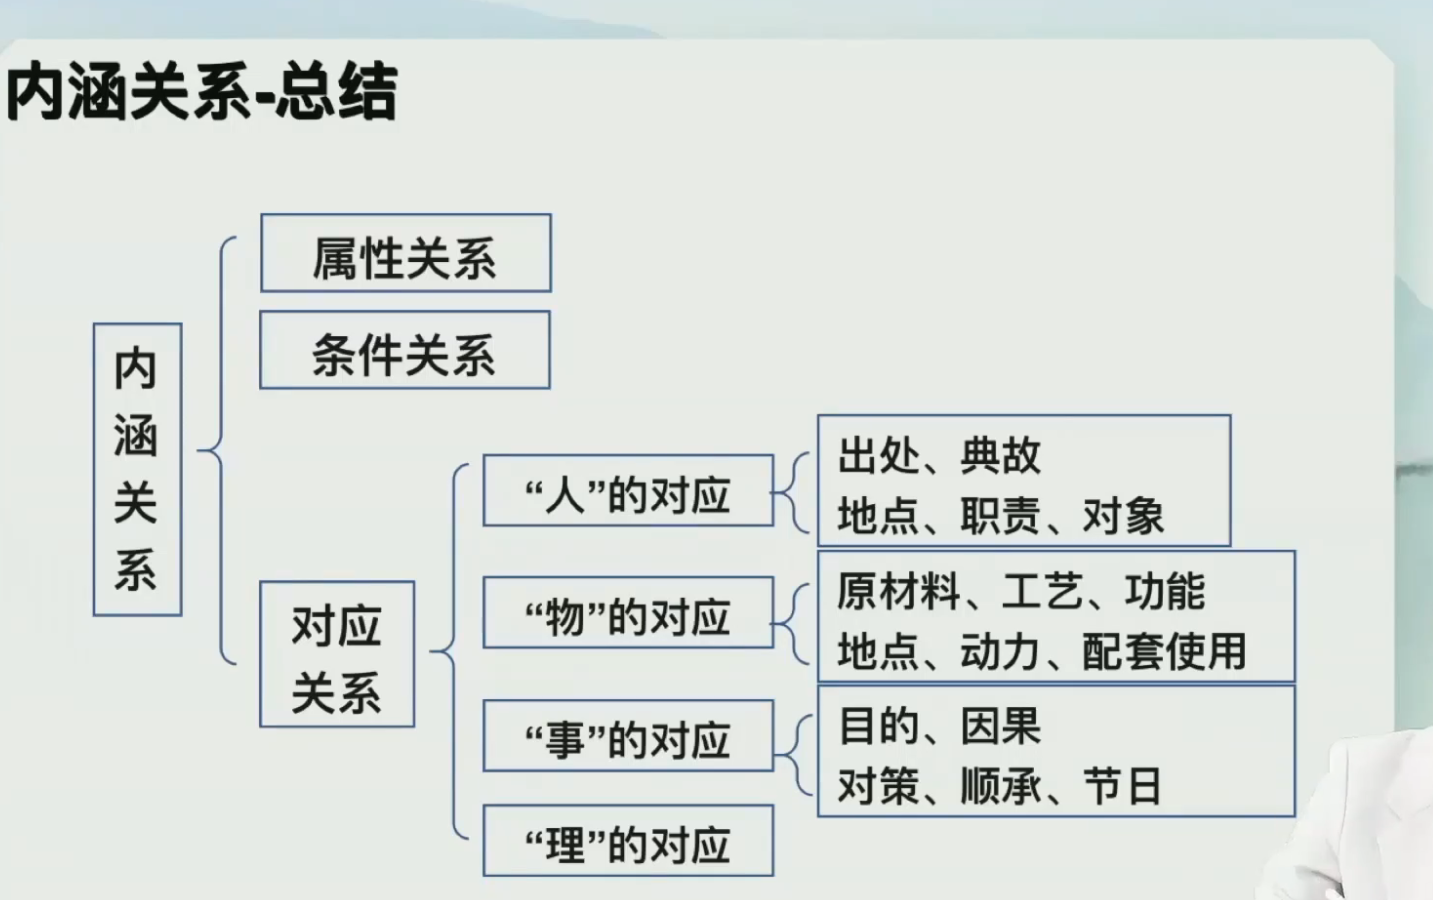 内涵关系-总结
内
涵
关
系
属性关系
条件关系
对应
关系
“人”的对应
出处、典故
地点、职责、对象
“物”的对应
原材料、工艺、功能
地点、动力、配套使用
“事”的对应
目的、因果
对策、顺承、节日
“理”的对应